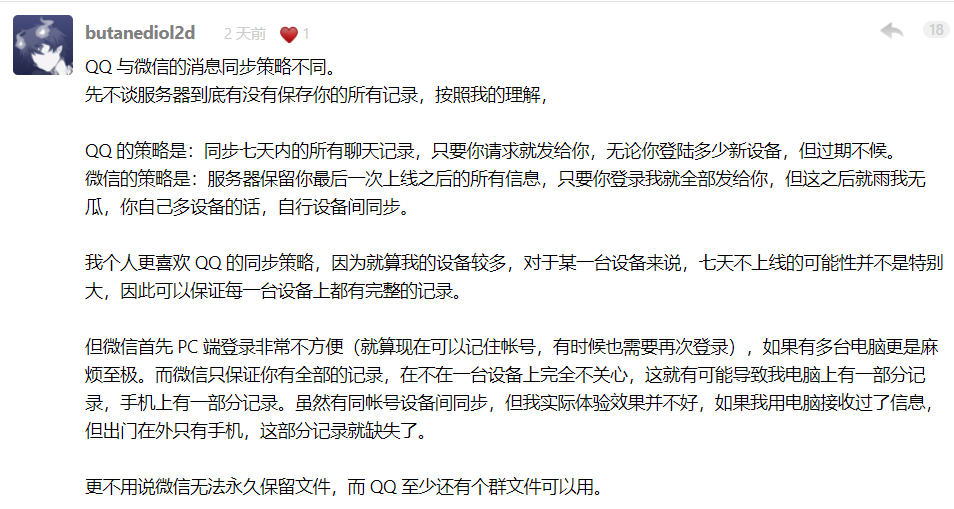 butanediol2d 2 天前 1 18
QQ 与微信的消息同步策略不同。
先不谈服务器到底有没有保存你的所有记录，按照我的理解，
QQ 的策略是：同步七天内的所有聊天记录，只要你请求就发给你，无论你登陆多少新设备，但过期不候。
微信的策略是：服务器保留你最后一次上线之后的所有信息，只要你登录我就全部发给你，但这之后就雨我无
瓜，你自己多设备的话，自行设备间同步。
我个人更喜欢 QQ 的同步策略，因为就算我的设备较多，对于某一台设备来说，七天不上线的可能性并不是特别
大，因此可以保证每一台设备上都有完整的记录。
但微信首先 PC 端登录非常不方便（就算现在可以记住帐号，有时候也需要再次登录），如果有多台电脑更是麻
烦至极。而微信只保证你有全部的记录，在不在一台设备上完全不关心，这就有可能导致我电脑上有一部分记
录，手机上有一部分记录。虽然有同帐号设备间同步，但我实际体验效果并不好，如果我用电脑接收过了信息，
但出门在外只有手机，这部分记录就缺失了。
更不用说微信无法永久保留文件，而 QQ 至少还有个群文件可以用。